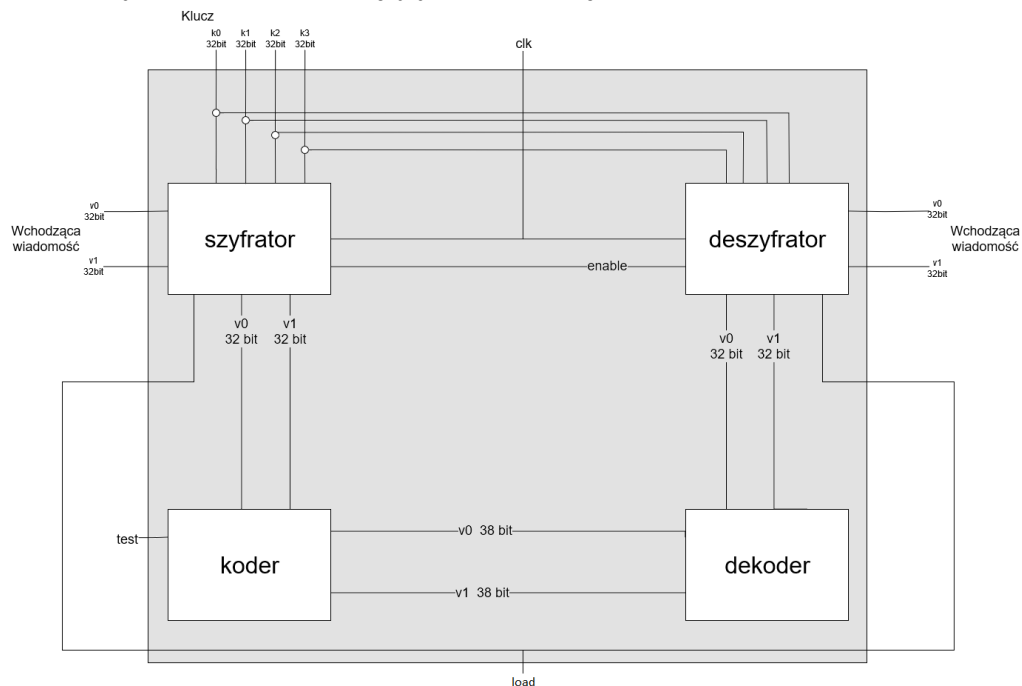 Klucz
k0
32bit
k1
32bit
k2
32bit
k3
32bit
clk
v0
32bit
Wchodząca
wiadomość
v1
32bit
szyfrator
enable
deszyfrator
v0
32bit
Wchodząca
wiadomość
v1
32bit
v0
32 bit
v1
32 bit
v0
32 bit
v1
32 bit
test
koder
v0 38 bit
v1 38 bit
dekoder
load